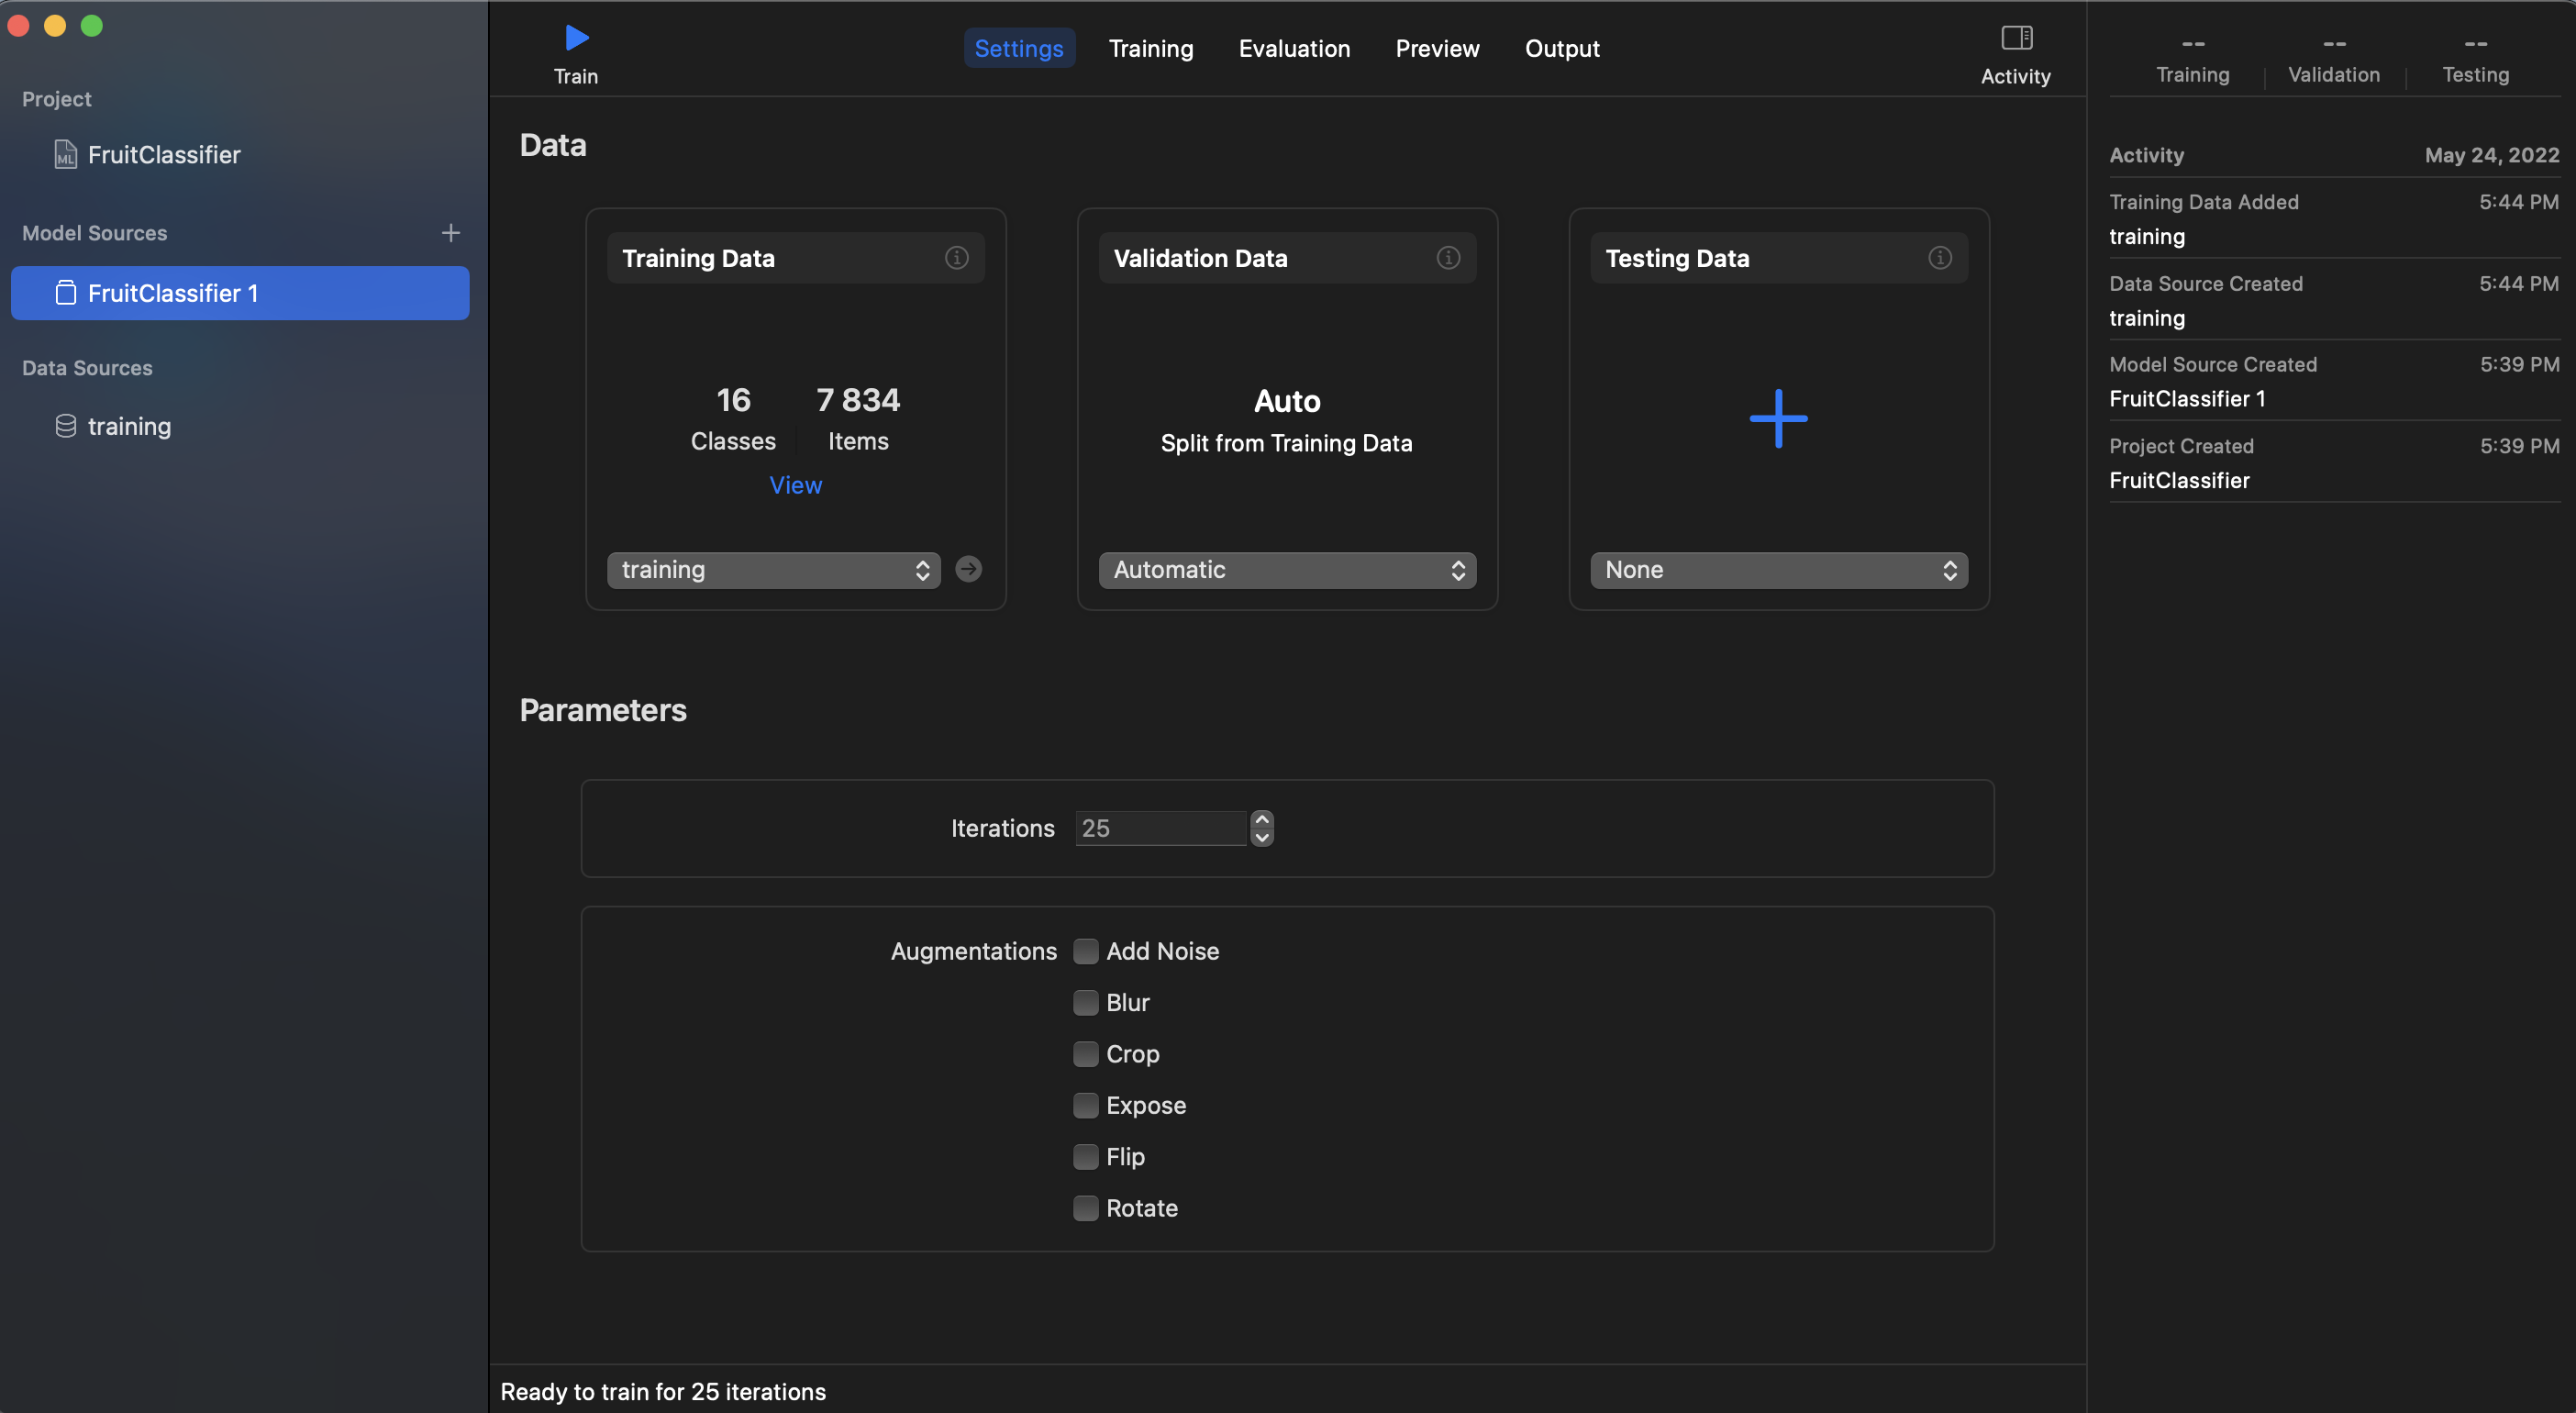 Project
ML
FruitClassifier
Model Sources
FruitClassifier 1
Data Sources
training
Train
Settings
Training
Evaluation
Preview
Output
Activity
Data
Training Data
16
7 834
Classes
Items
View
training
Validation Data
Auto
Split from Training Data
Automatic
Testing Data
None
Parameters
Iterations
25
Augmentations
Add Noise
Blur
Crop
Expose
Flip
Rotate
Ready to train for 25 iterations
--
--
--
Training
Validation
Testing
Activity May 24, 2022
Training Data Added 5:44 PM
training
Data Source Created 5:44 PM
training
Model Source Created 5:39 PM
FruitClassifier 1
Project Created 5:39 PM
FruitClassifier